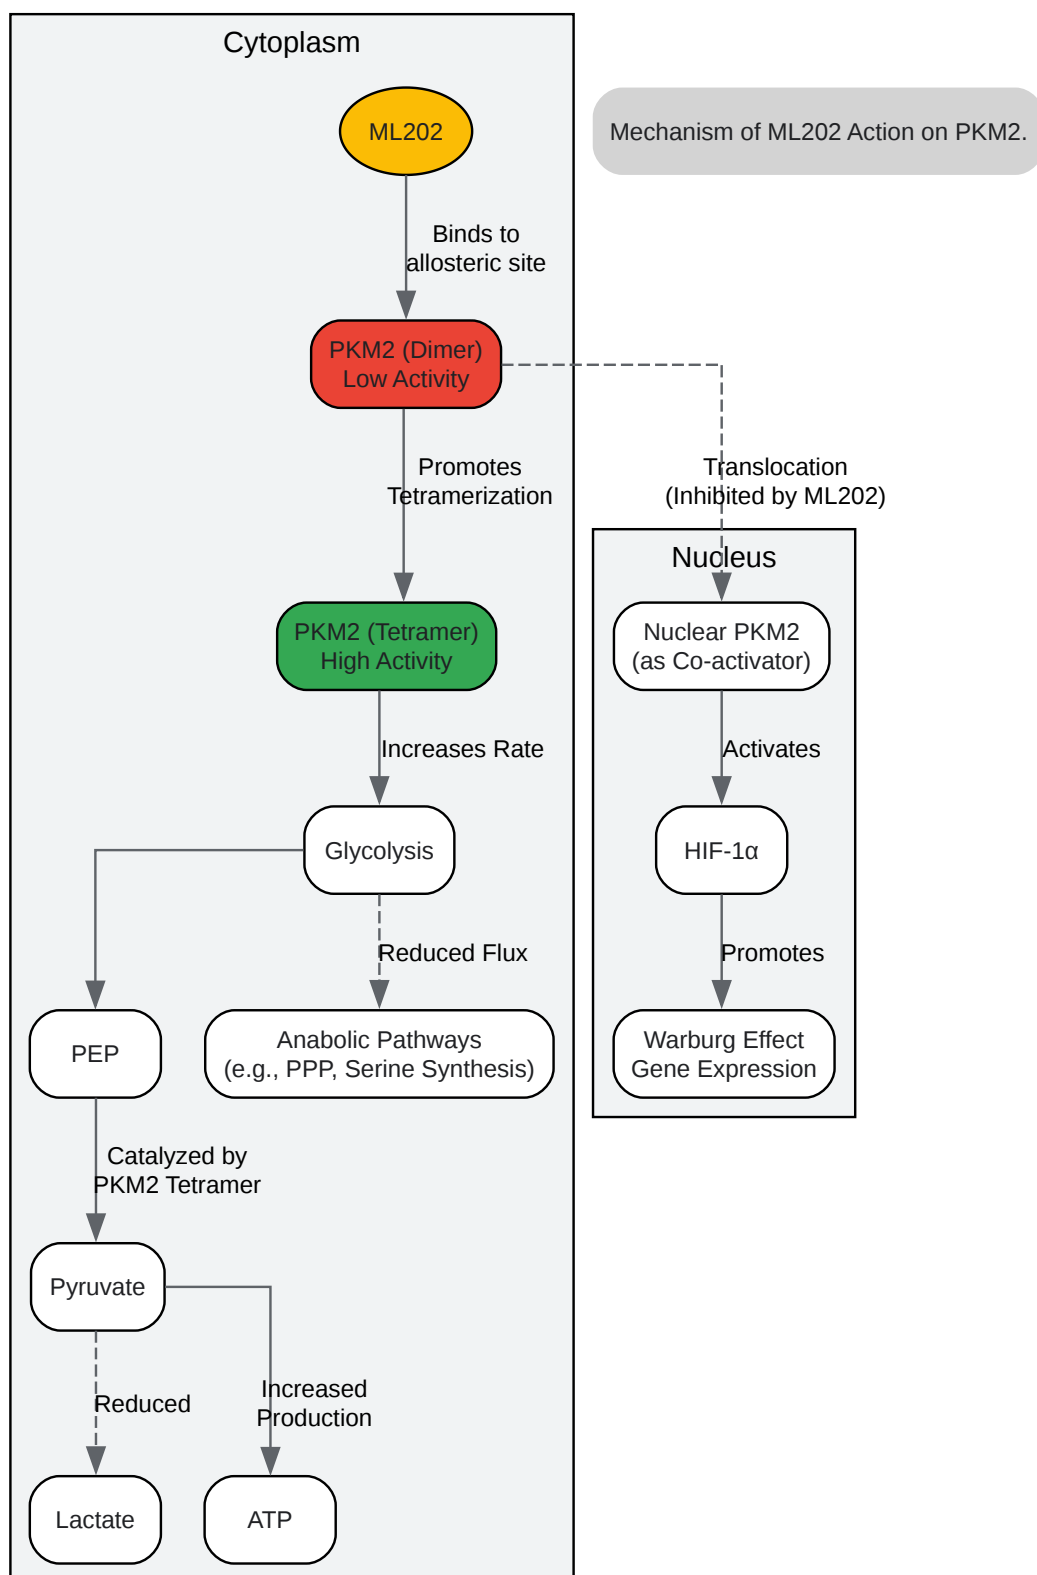 Cytoplasm
ML202
Mechanism of ML202 Action on PKM2.
Binds to
allosteric site
PKM2 (Dimer)
Low Activity
Promotes
Tetramerization
Translocation
(Inhibited by ML202)
Nucleus
PKM2 (Tetramer)
High Activity
Nuclear PKM2
(as Co-activator)
Increases Rate
Activates
Glycolysis
HIF-1α
Reduced Flux
Promotes
PEP
Anabolic Pathways
(e.g., PPP, Serine Synthesis)
Warburg Effect
Gene Expression
Catalyzed by
PKM2 Tetramer
Pyruvate
Reduced
Increased
Production
Lactate
ATP